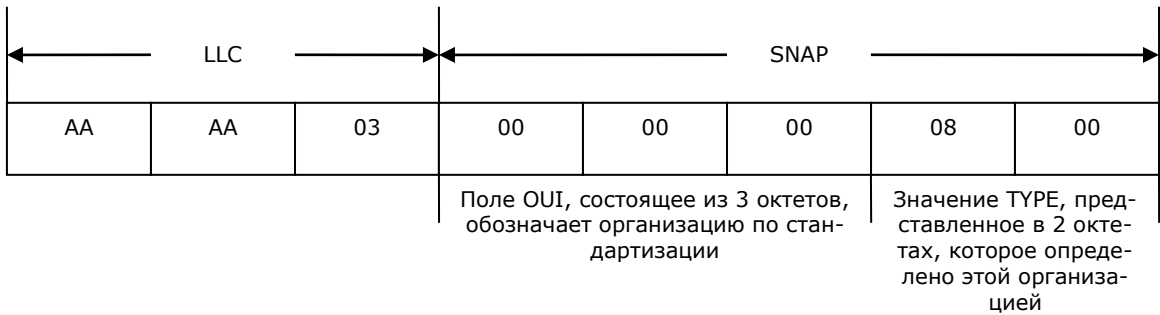 LLC SNAP
AA AA 03 00 00 00 08 00
Поле OUI, состоящее из 3 октетов,
обозначает организацию по стан-
дартизации
Значение TYPE, пред-
ставленное в 2 окте-
тах, которое опреде-
лено этой организа-
цией